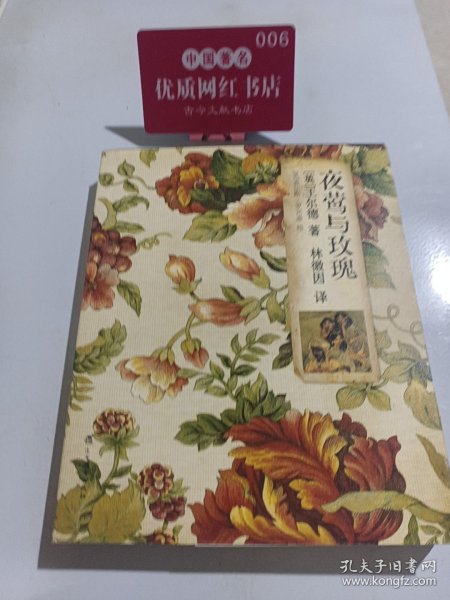 006
中国著名
优质网红书店
古今文献书店
夜莺与玫瑰
[英]王尔德 著
林徽因 译
孔夫子旧书网
www.kongfz.com